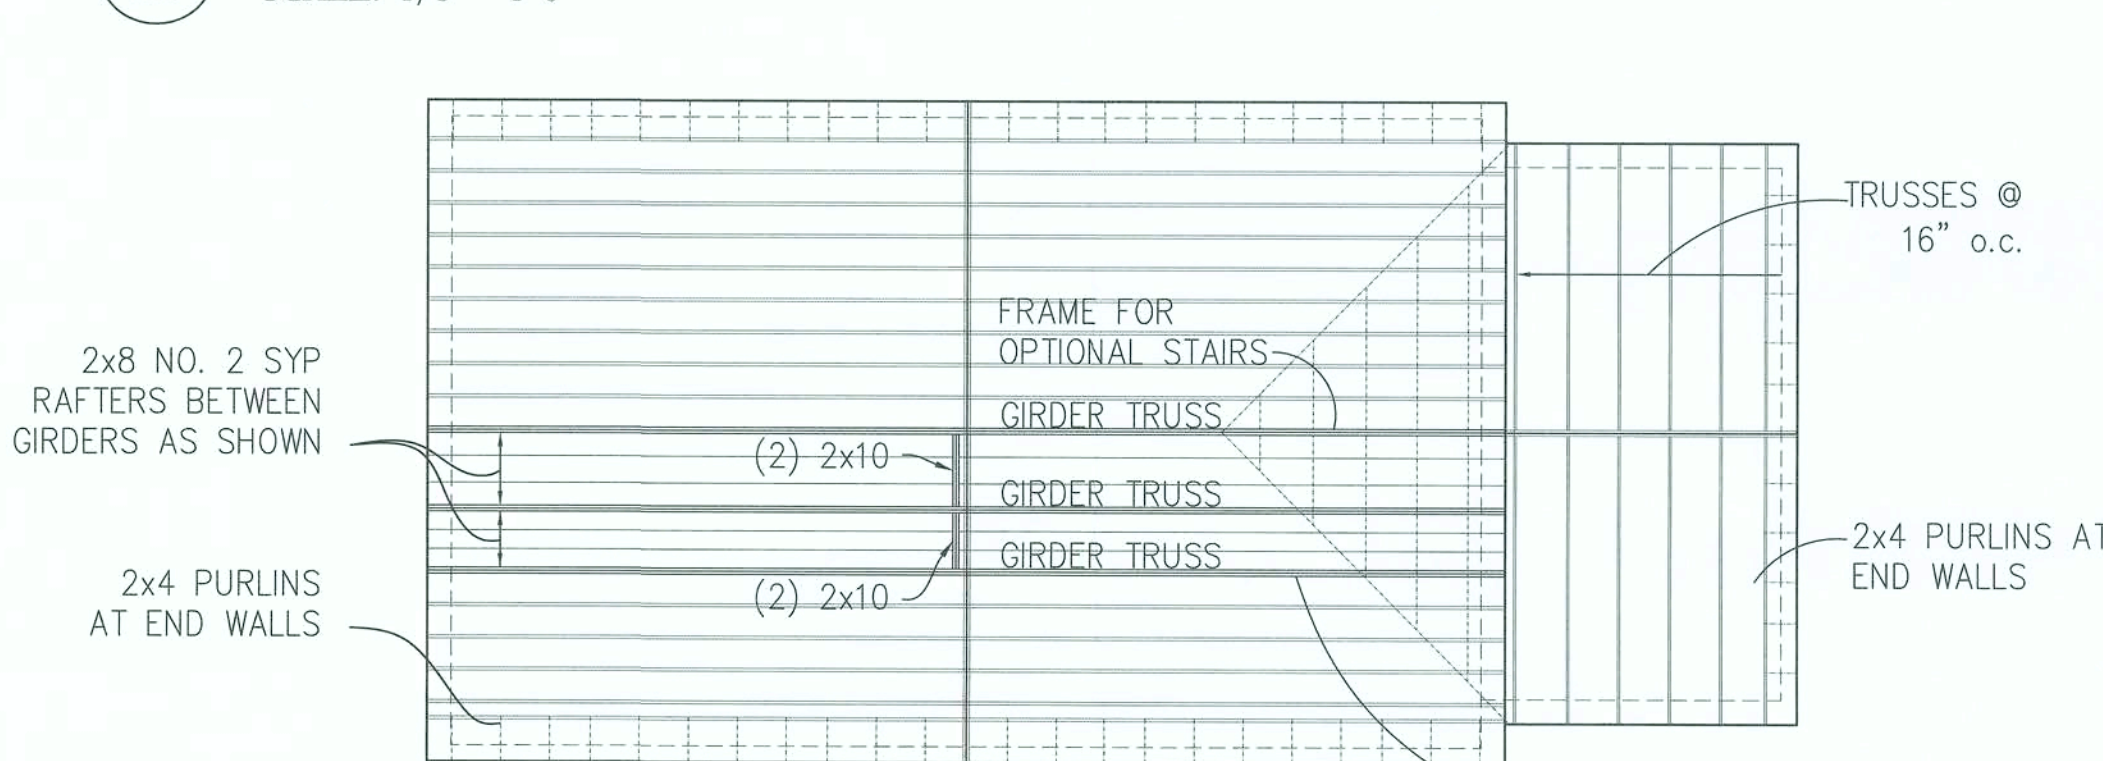 TRUSSES @
16" o.c.
FRAME FOR
OPTIONAL STAIRS
2x8 NO. 2 SYP
RAFTERS BETWEEN
GIRDERS AS SHOWN
GIRDER TRUSS
(2) 2x10
GIRDER TRUSS
GIRDER TRUSS
(2) 2x10
2x4 PURLINS
AT END WALLS
2x4 PURLINS AT
END WALLS